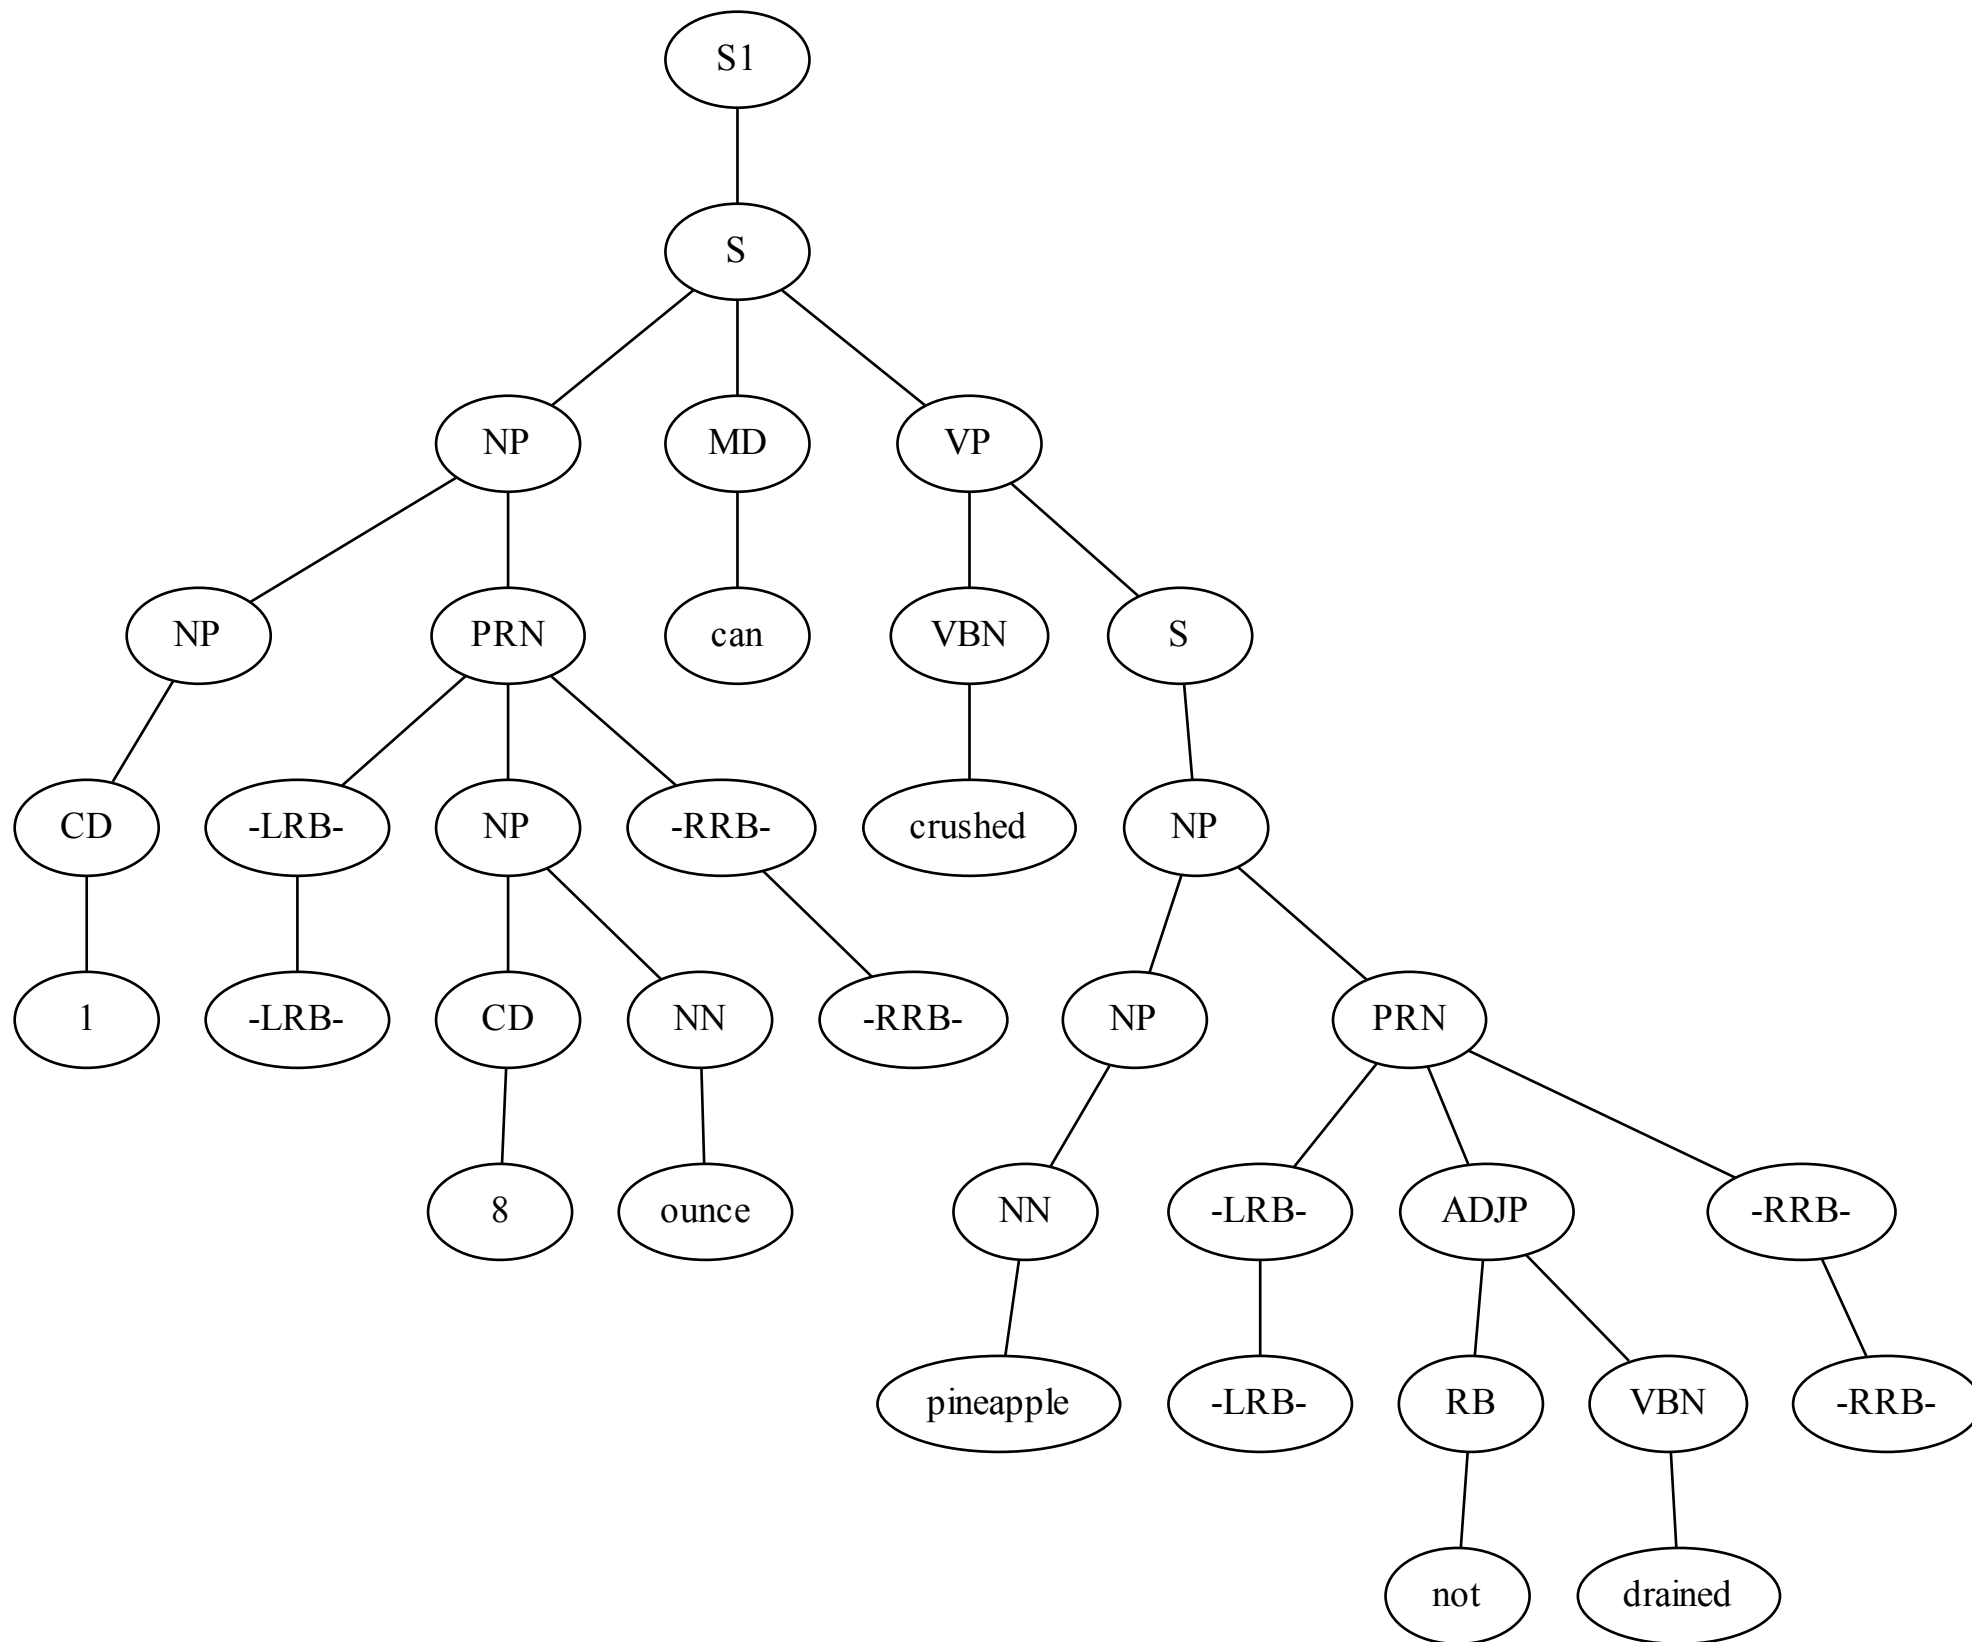 S1
S
NP MD VP
NP PRN can VBN S
CD -LRB- NP -RRB- crushed NP
1 -LRB- CD NN -RRB- NP PRN
8 ounce NN -LRB- ADJP -RRB-
pineapple -LRB- RB VBN -RRB-
not drained